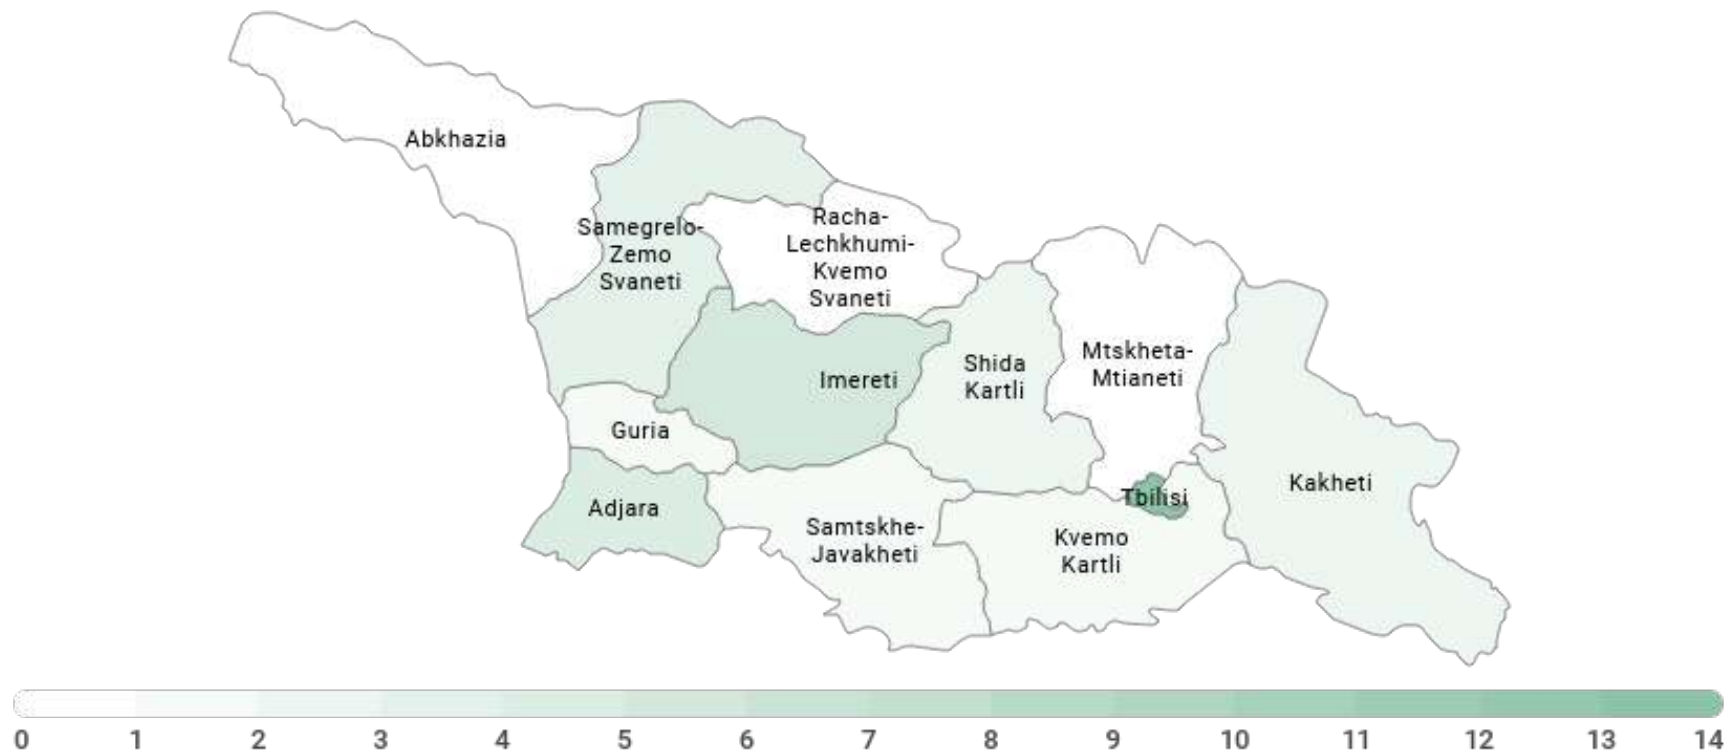 Abkhazia
Samegrelo-
Zemo
Svaneti
Racha-
Lechkhumi-
Kvemo
Svaneti
Imereti
Shida
Kartli
Mtskheta-
Mtianeti
Guria
Adjara
Samtskhe-
Javakheti
Kvemo
Kartli
Tbilisi
Kakheti
0 1 2 3 4 5 6 7 8 9 10 11 12 13 14